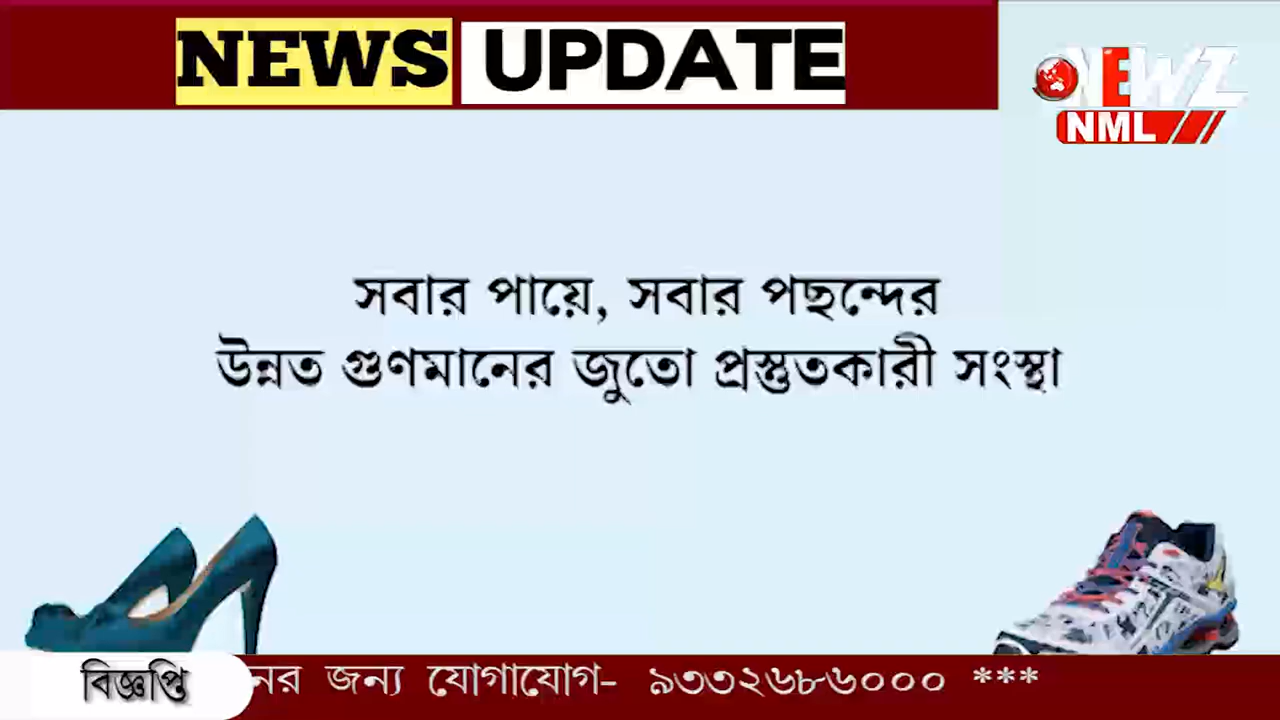 NEWS UPDATE
NEWZ
NML
সবার পায়ে, সবার পছন্দের
উন্নত গুণমানের জুতো প্রস্তুতকারী সংস্থা
বিজ্ঞপ্তি
নের জন্য যোগাযোগ- ৯৩৩২৬৮৬০০০ ***